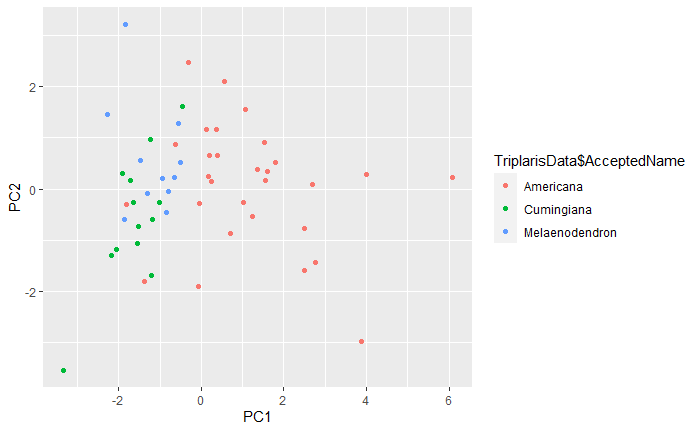 2
0
-2
PC2
-2
0
2
4
6
PC1
TriplarisData$AcceptedName
Americana
Cumingiana
Melaenodendron